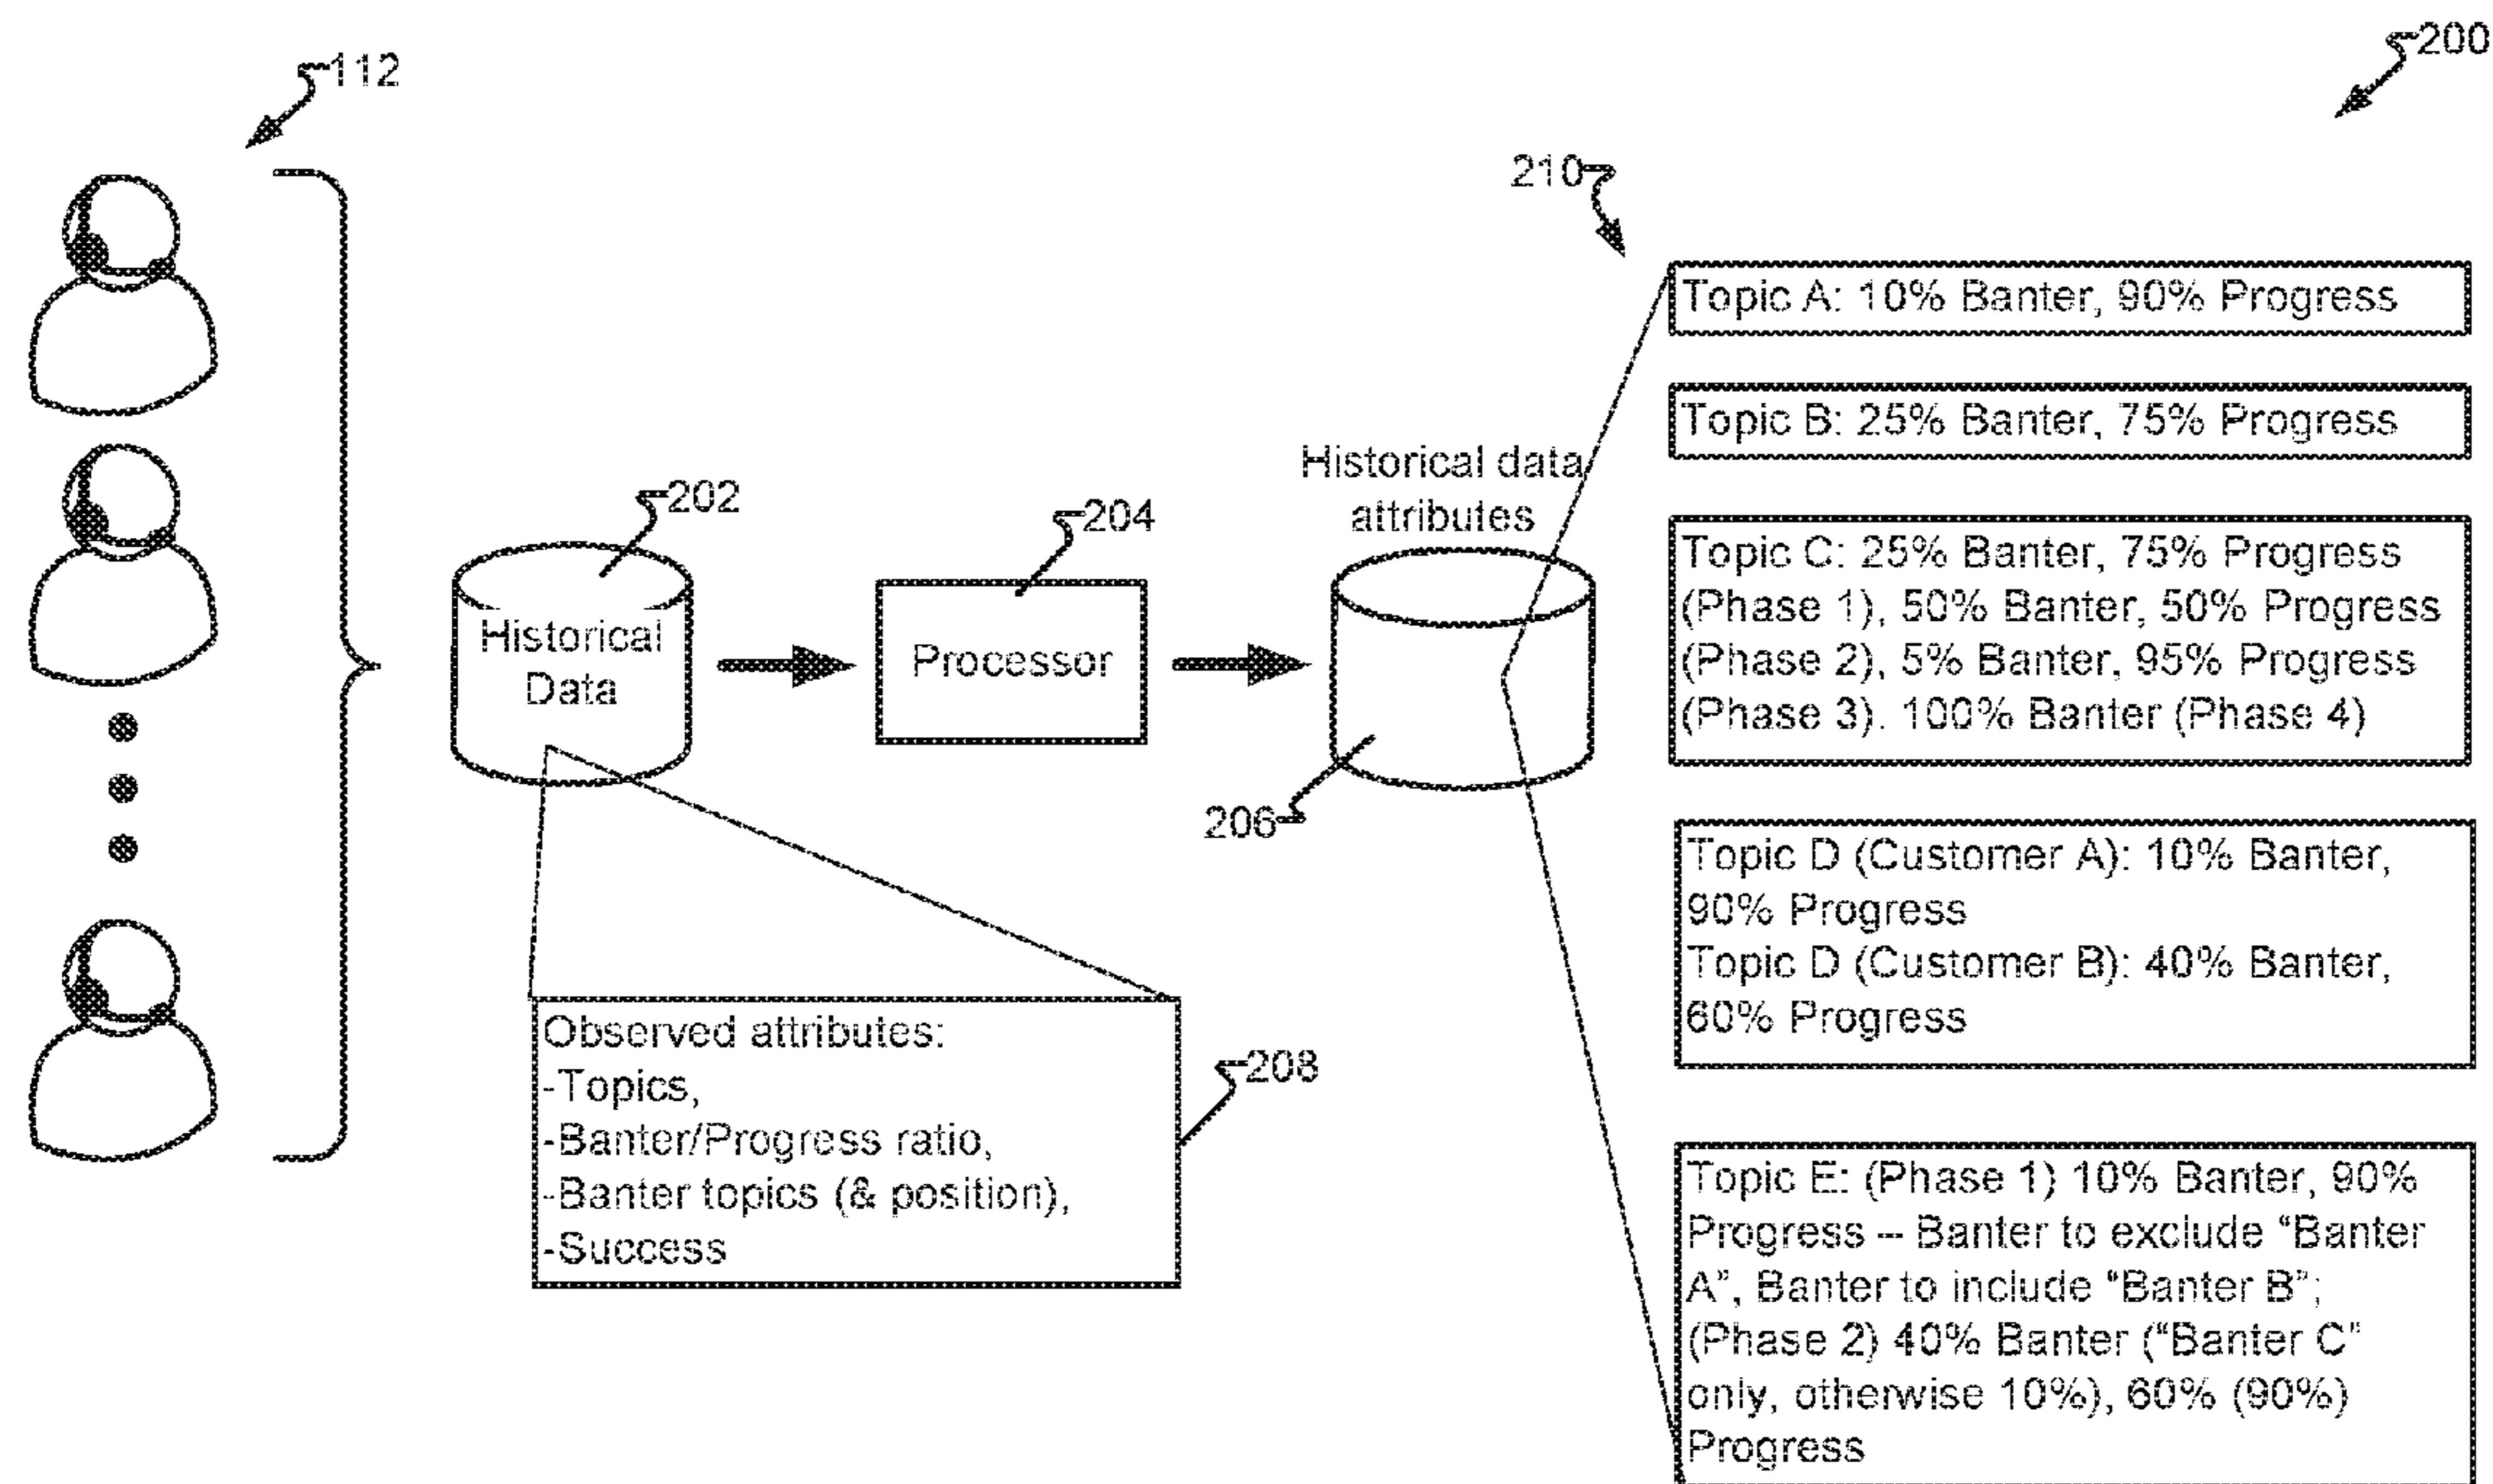 112
200
210
Topic A: 10% Banter, 90% Progress
Topic B: 25% Banter, 75% Progress
Historical data
attributes
202
204
Topic C: 25% Banter, 75% Progress
(Phase 1), 50% Banter, 50% Progress
(Phase 2), 5% Banter, 95% Progress
(Phase 3). 100% Banter (Phase 4)
Historical
Data
Processor
206
Topic D (Customer A): 10% Banter,
90% Progress
Topic D (Customer B): 40% Banter,
60% Progress
Observed attributes:
-Topics,
-Banter/Progress ratio,
-Banter topics (& position),
-Success
208
Topic E: (Phase 1) 10% Banter, 90%
Progress – Banter to exclude “Banter
A”, Banter to include “Banter B”;
(Phase 2) 40% Banter (“Banter C”
only, otherwise 10%), 60% (90%)
Progress